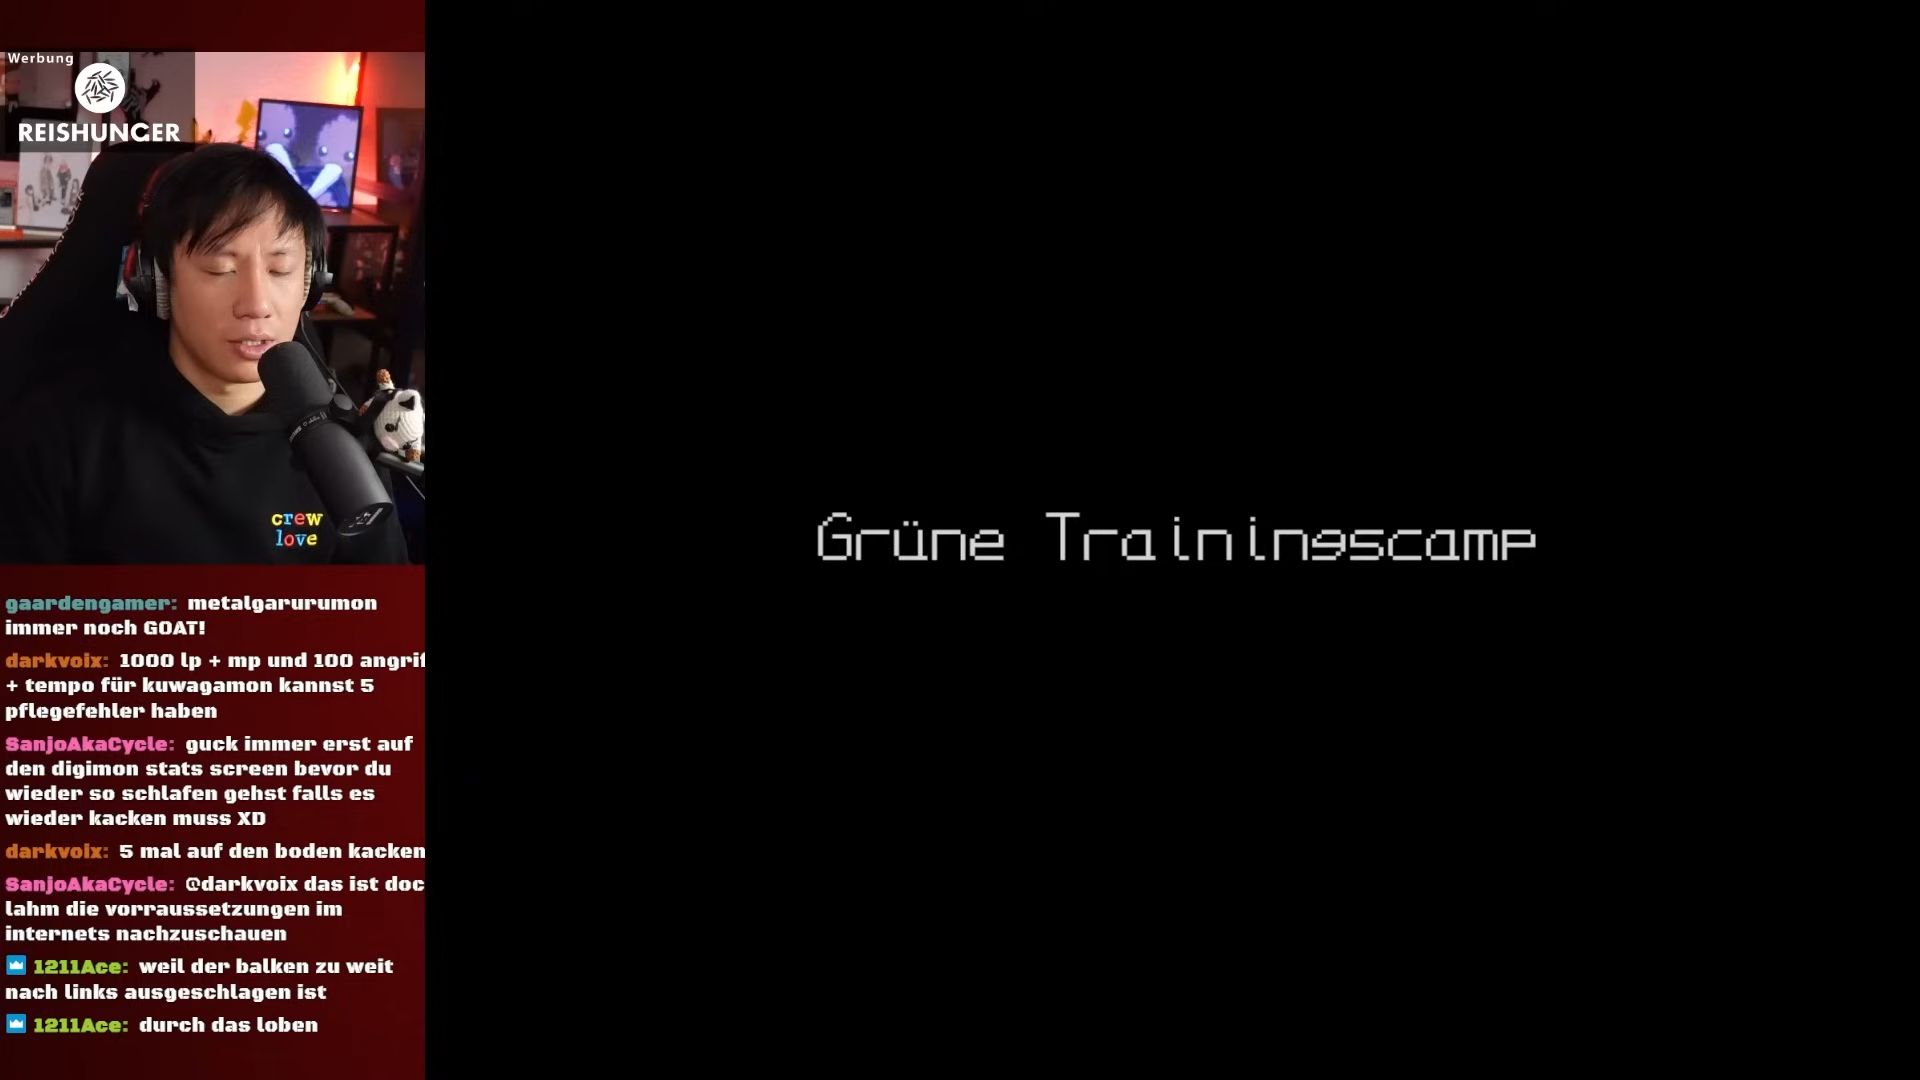 Werbung
REISHUNGER
crew
love
gaardengamer: metalgarurumon
immer noch GOAT!
darkvoix: 1000 lp + mp und 100 angrif
+ tempo für kuwagamon kannst 5
pflegefehler haben
SanjoAkaCycle: guck immer erst auf
den digimon stats screen bevor du
wieder so schlafen gehst falls es
wieder kacken muss XD
darkvoix: 5 mal auf den boden kacken
SanjoAkaCycle: @darkvoix das ist doc
lahm die vorraussetzungen im
internets nachzuschauen
1211Ace: weil der balken zu weit
nach links ausgeschlagen ist
1211Ace: durch das loben
Grüne Trainingscamp